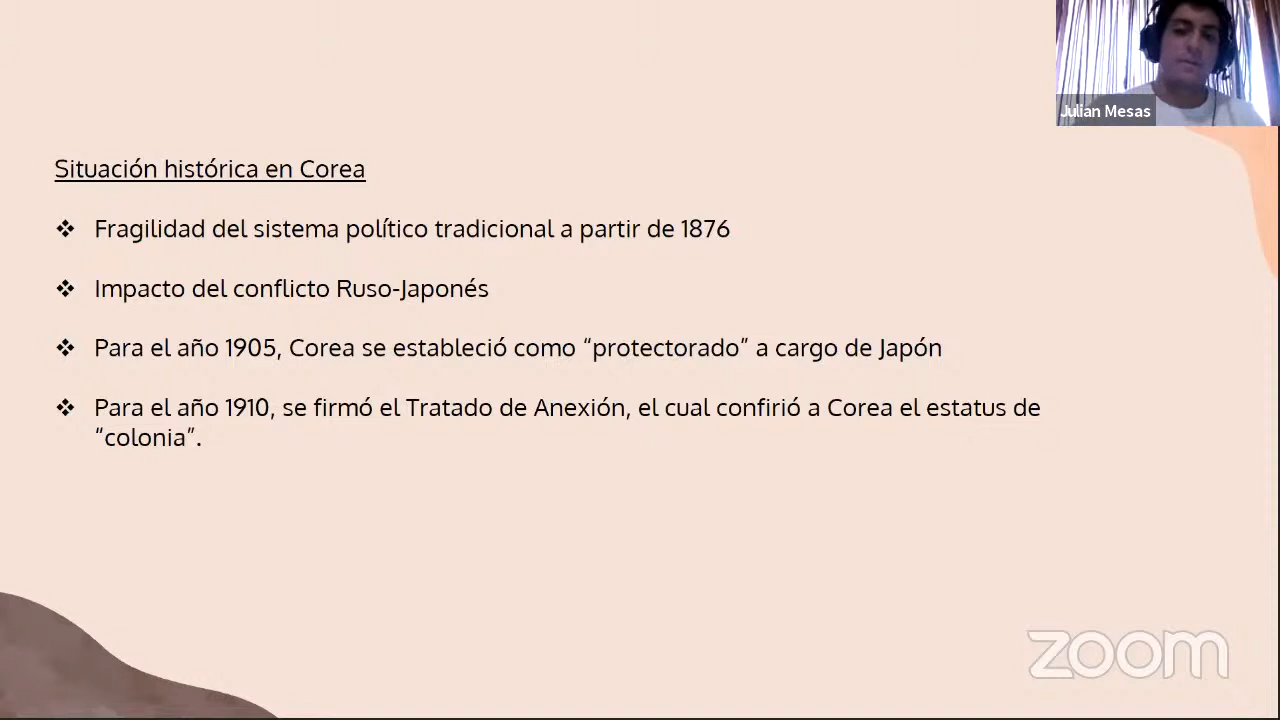 Julian Mesas
Situación histórica en Corea
❖ Fragilidad del sistema político tradicional a partir de 1876
❖ Impacto del conflicto Ruso-Japonés
❖ Para el año 1905, Corea se estableció como “protectorado” a cargo de Japón
❖ Para el año 1910, se firmó el Tratado de Anexión, el cual confirió a Corea el estatus de
“colonia”.
zoom